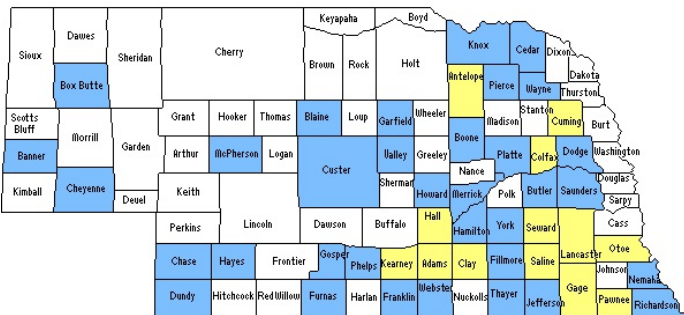 Keyapaha
Boyd
Sioux
Dawes
Sheridan
Cherry
Brown
Rock
Holt
Knox
Cedar
Dixon
Dakota
Box Butte
Antelope
Pierce
Wayne
Thurston
Scotts
Bluff
Morrill
Garden
Grant
Hooker
Thomas
Blaine
Loup
Garfield
Wheeler
Madison
Stanton
Cuming
Burt
Banner
Arthur
McPherson
Logan
Custer
Valley
Greeley
Boone
Platte
Colfax
Dodge
Washington
Kimball
Cheyenne
Deuel
Keith
Sherman
Howard
Nance
Merrick
Polk
Butler
Saunders
Douglas
Sarpy
Perkins
Lincoln
Dawson
Buffalo
Hall
Hamilton
York
Seward
Lancaster
Cass
Otoe
Chase
Hayes
Frontier
Gosper
Phelps
Kearney
Adams
Clay
Fillmore
Saline
Gage
Johnson
Nemaha
Dundy
Hitchcock
Red Willow
Furnas
Harlan
Franklin
Webster
Nuckolls
Thayer
Jefferson
Pawnee
Richardson